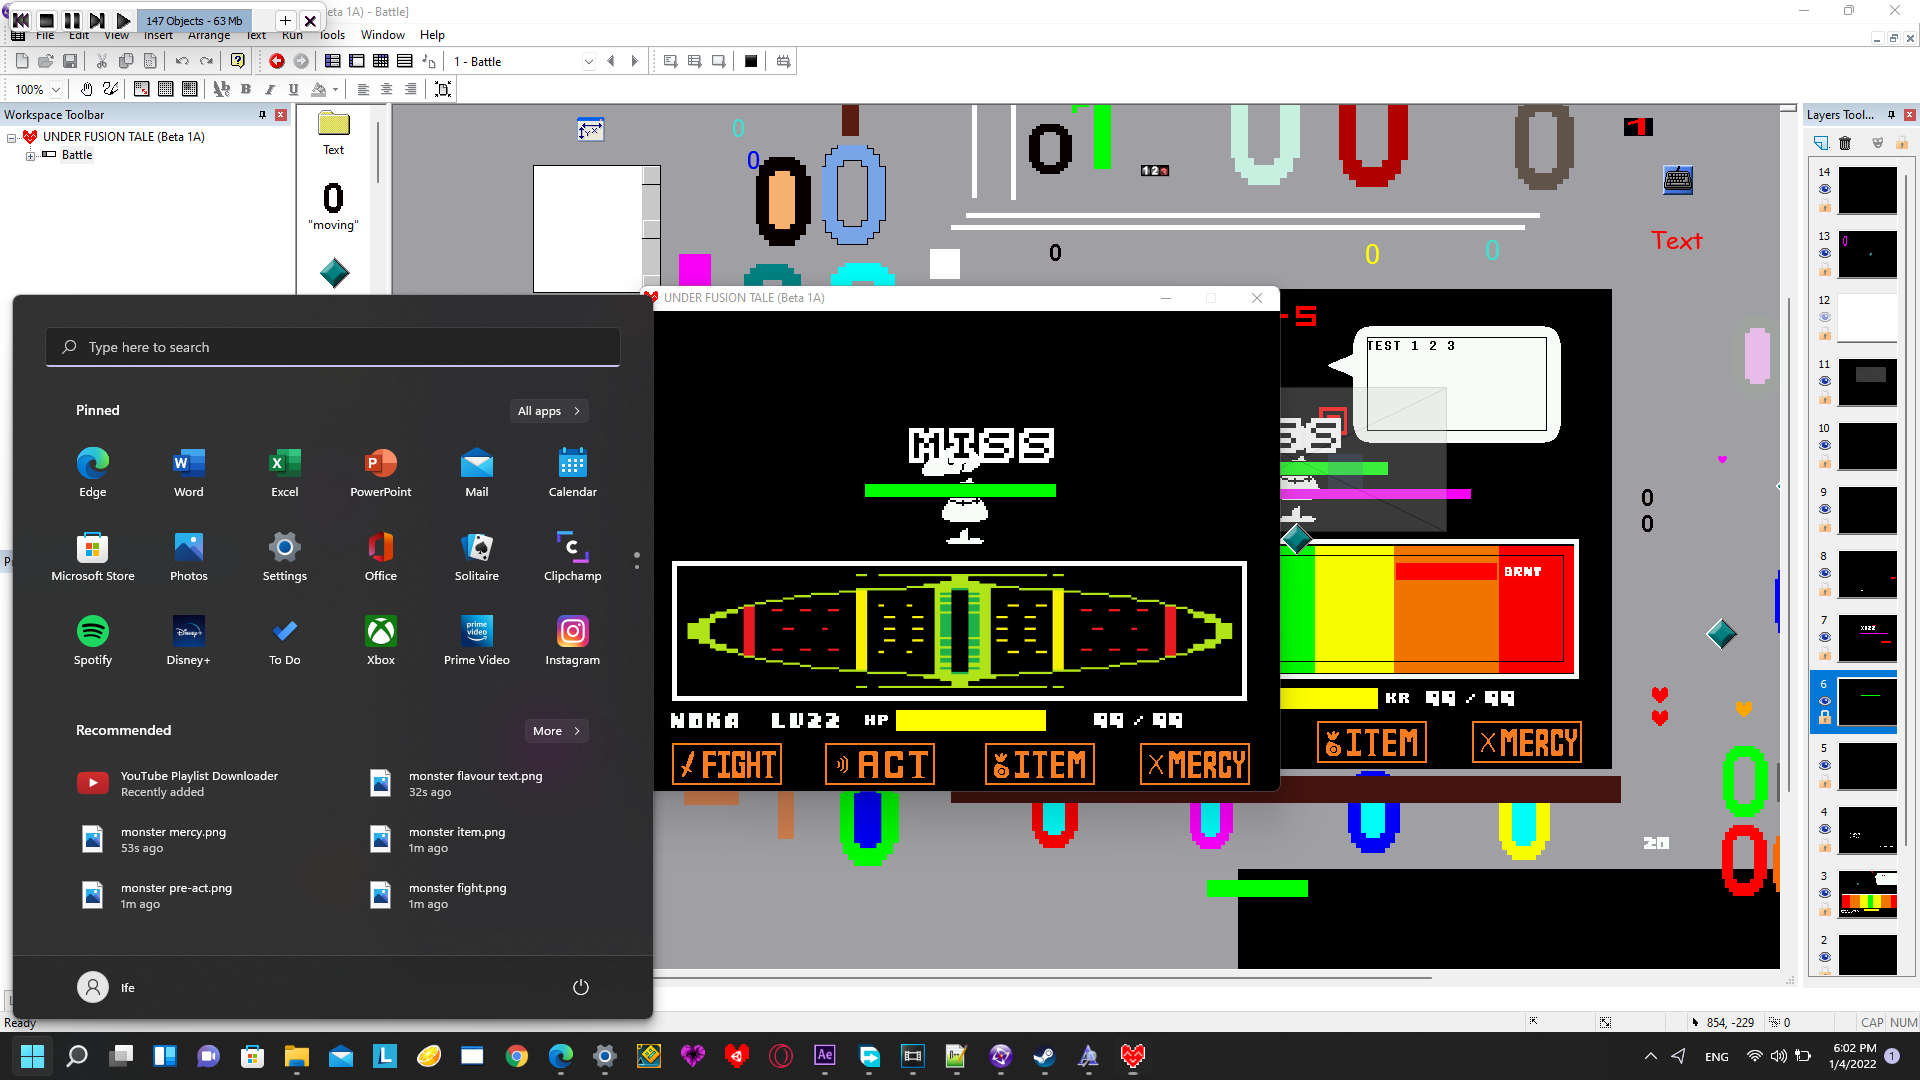 147 Objects - 63 Mb
eta 1A) - Battle]
File Edit View Insert Arrange Text Run Tools Window Help
1 - Battle
100%
Workspace Toolbar
UNDER FUSION TALE (Beta 1A)
Battle
Text
0
"moving"
Layers Tool...
14
13
12
11
10
9
8
7
6
5
4
3
2
0
0
0
0
0
Text
UNDER FUSION TALE (Beta 1A)
TEST 1 2 3
MISS
BRNT
NOKA LV22 HP 99 / 99
KR 99 / 99
FIGHT ACT ITEM MERCY
ITEM MERCY
0
0
20
Type here to search
Pinned
All apps
Edge Word Excel PowerPoint Mail Calendar
Microsoft Store Photos Settings Office Solitaire Clipchamp
Spotify Disney+ To Do Xbox Prime Video Instagram
Recommended
More
YouTube Playlist Downloader
Recently added
monster flavour text.png
32s ago
monster mercy.png
53s ago
monster item.png
1m ago
monster pre-act.png
1m ago
monster fight.png
1m ago
Ife
Ready
854, -229
0
CAP NUM
ENG
6:02 PM
1/4/2022
1